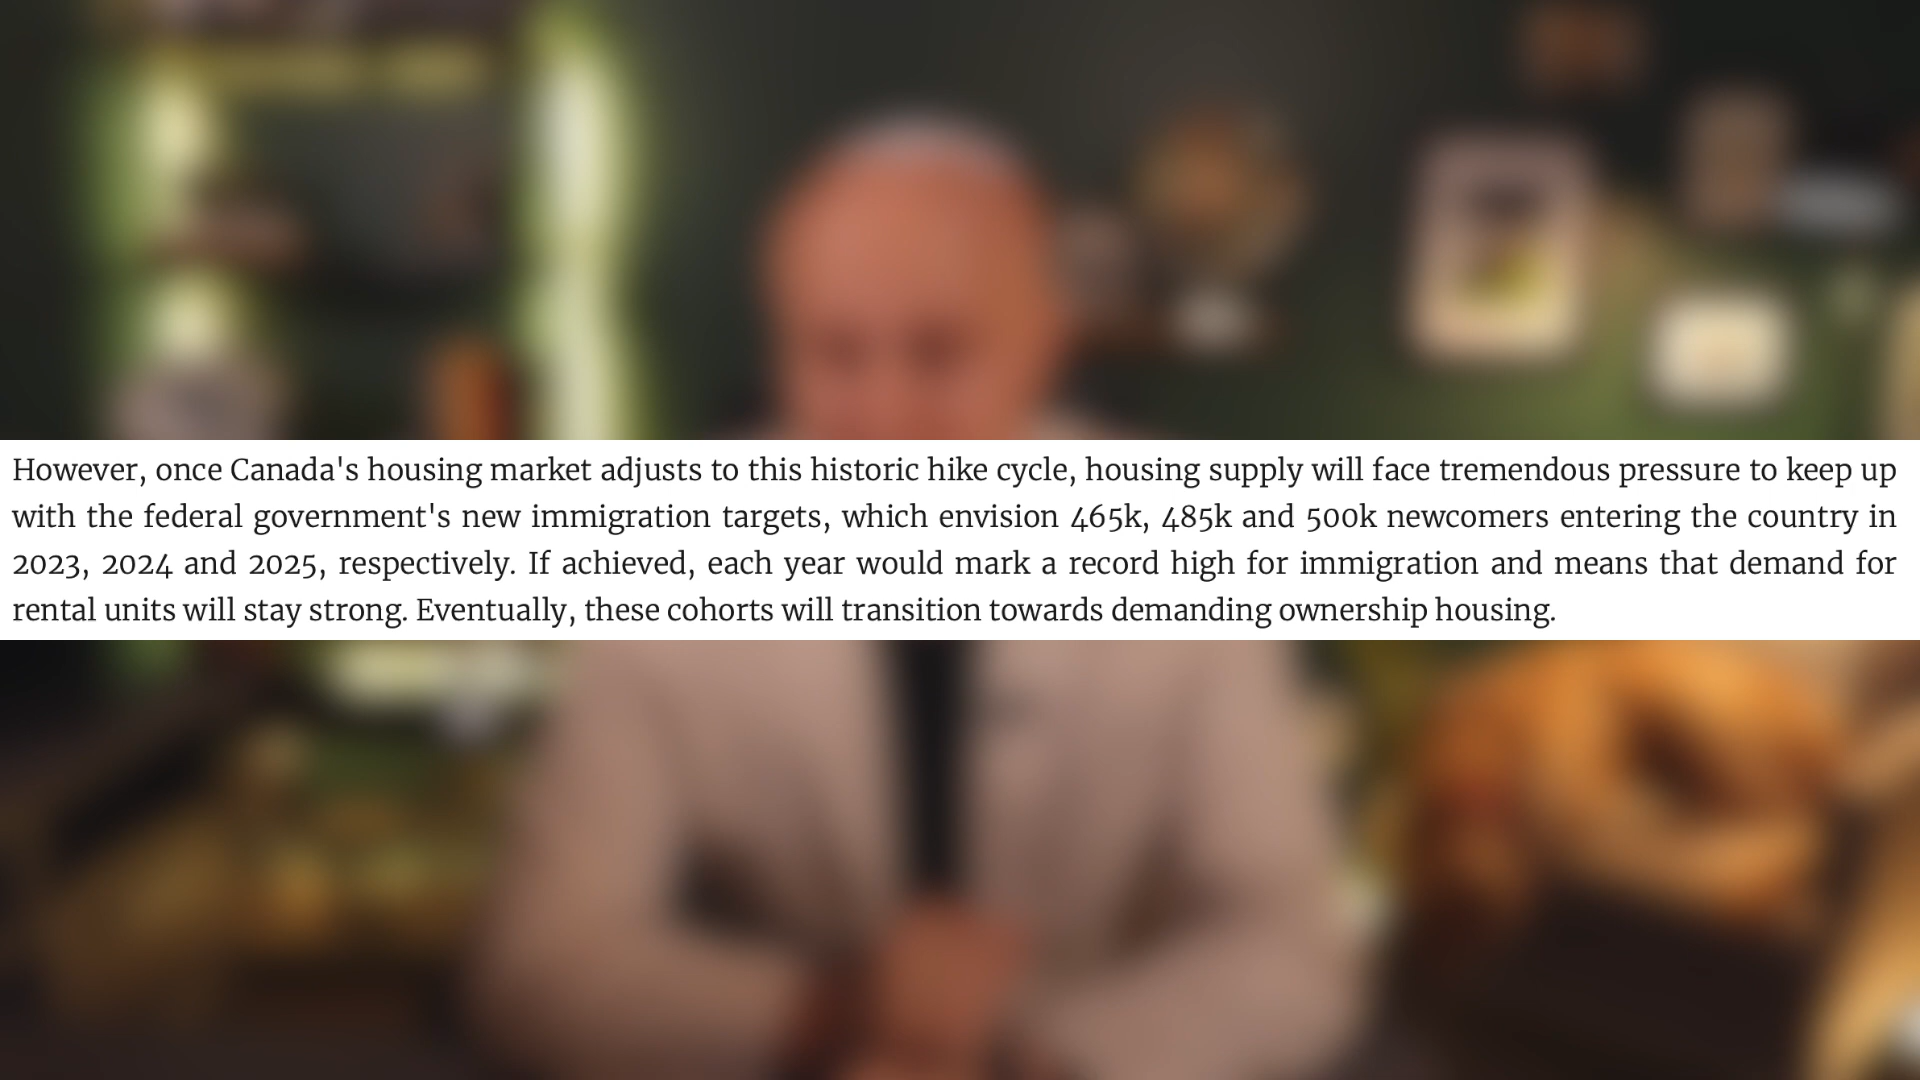 However, once Canada's housing market adjusts to this historic hike cycle, housing supply will face tremendous pressure to keep up
with the federal government's new immigration targets, which envision 465k, 485k and 500k newcomers entering the country in
2023, 2024 and 2025, respectively. If achieved, each year would mark a record high for immigration and means that demand for
rental units will stay strong. Eventually, these cohorts will transition towards demanding ownership housing.